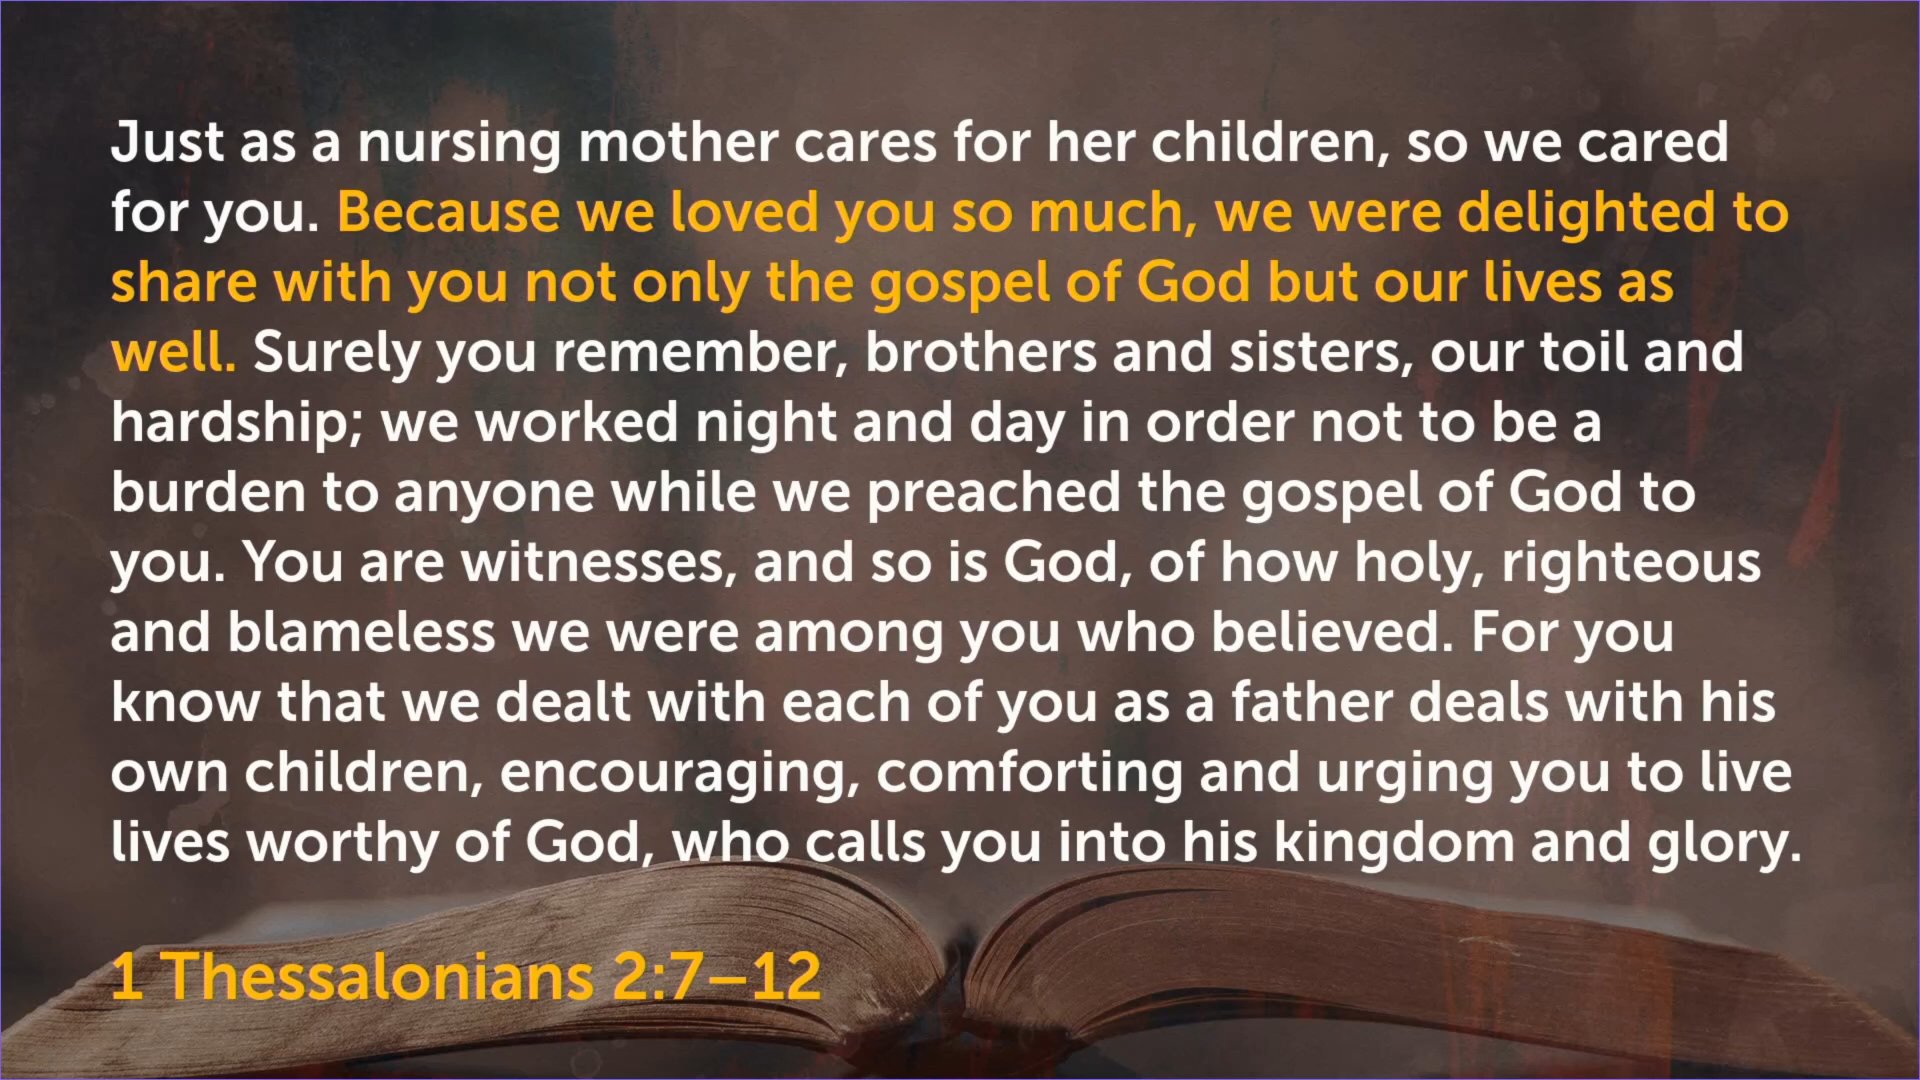 Just as a nursing mother cares for her children, so we cared
for you. Because we loved you so much, we were delighted to
share with you not only the gospel of God but our lives as
well. Surely you remember, brothers and sisters, our toil and
hardship; we worked night and day in order not to be a
burden to anyone while we preached the gospel of God to
you. You are witnesses, and so is God, of how holy, righteous
and blameless we were among you who believed. For you
know that we dealt with each of you as a father deals with his
own children, encouraging, comforting and urging you to live
lives worthy of God, who calls you into his kingdom and glory.
1 Thessalonians 2:7–12